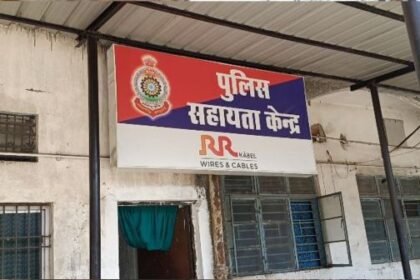 पुलिस
सहायता केन्द्र
RR KABEL
WIRES & CABLES